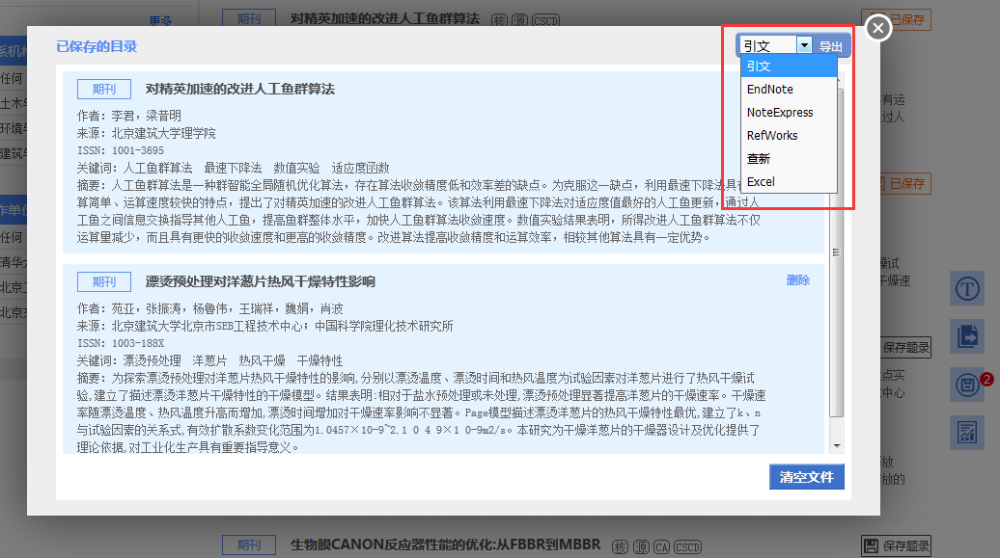 更多
期刊 对精英加速的改进人工鱼群算法 核 源 CSCD
已保存
已保存的目录
引文 导出
引文
EndNote
NoteExpress
RefWorks
查新
Excel
期刊 对精英加速的改进人工鱼群算法
作者：李君，梁昔明
来源：北京建筑大学理学院
ISSN：1001-3695
关键词：人工鱼群算法 最速下降法 数值实验 适应度函数
摘要：人工鱼群算法是一种群智能全局随机优化算法，存在算法收敛精度低和效率差的缺点。为克服这一缺点，利用最速下降法具
算简单、运算速度较快的特点，提出了对精英加速的改进人工鱼群算法。该算法利用最速下降法对适应度值最好的人工鱼更新，通过人
工鱼之间信息交换指导其他人工鱼，提高鱼群整体水平，加快人工鱼群算法收敛速度。数值实验结果表明，所得改进人工鱼群算法不仅
运算量减少，而且具有更快的收敛速度和更高的收敛精度。改进算法提高收敛精度和运算效率，相较其他算法具有一定优势。
期刊 漂烫预处理对洋葱片热风干燥特性影响 删除
作者：苑亚，张振涛，杨鲁伟，王瑞祥，魏娟，肖波
来源：北京建筑大学北京市SEB工程技术中心；中国科学院理化技术研究所
ISSN：1003-188X
关键词：漂烫预处理 洋葱片 热风干燥 干燥特性
摘要：为探索漂烫预处理对洋葱片热风干燥特性的影响,分别以漂烫温度、漂烫时间和热风温度为试验因素对洋葱片进行了热风干燥试
验,建立了描述漂烫洋葱片干燥特性的干燥模型。结果表明:相对于盐水预处理或未处理,漂烫预处理显著提高洋葱片的干燥速率。干燥速
率随漂烫温度、热风温度升高而增加,漂烫时间增加对干燥速率影响不显著。Page模型描述漂烫洋葱片的热风干燥特性最优,建立了k、n
与试验因素的关系式,有效扩散系数变化范围为1.0457×10-9~2.1 0 4 9×1 0-9m2/s。本研究为干燥洋葱片的干燥器设计及优化提供了
理论依据,对工业化生产具有重要指导意义。
清空文件
任何
土木
环境
建筑
任何
清华
北京
北京
有运
过人
已保存
燥试
干燥速
保存题录
点实
中心
放
放的
T
2
期刊 生物膜CANON反应器性能的优化:从FBBR到MBBR 核 源 CA CSCD
保存题录